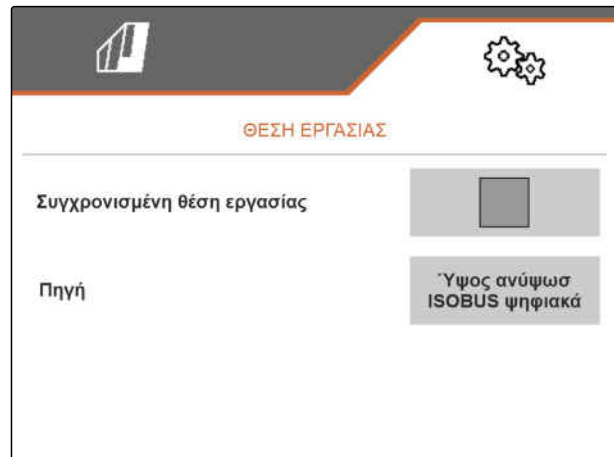 ΘΕΣΗ ΕΡΓΑΣΙΑΣ
Συγχρονισμένη θέση εργασίας
Πηγή
Ύψος ανύψωσ
ISOBUS ψηφιακά